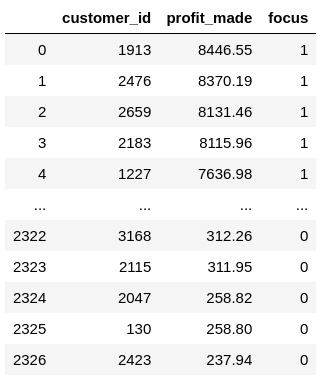 customer_id profit_made focus
0 1913 8446.55 1
1 2476 8370.19 1
2 2659 8131.46 1
3 2183 8115.96 1
4 1227 7636.98 1
... ... ... ...
2322 3168 312.26 0
2323 2115 311.95 0
2324 2047 258.82 0
2325 130 258.80 0
2326 2423 237.94 0